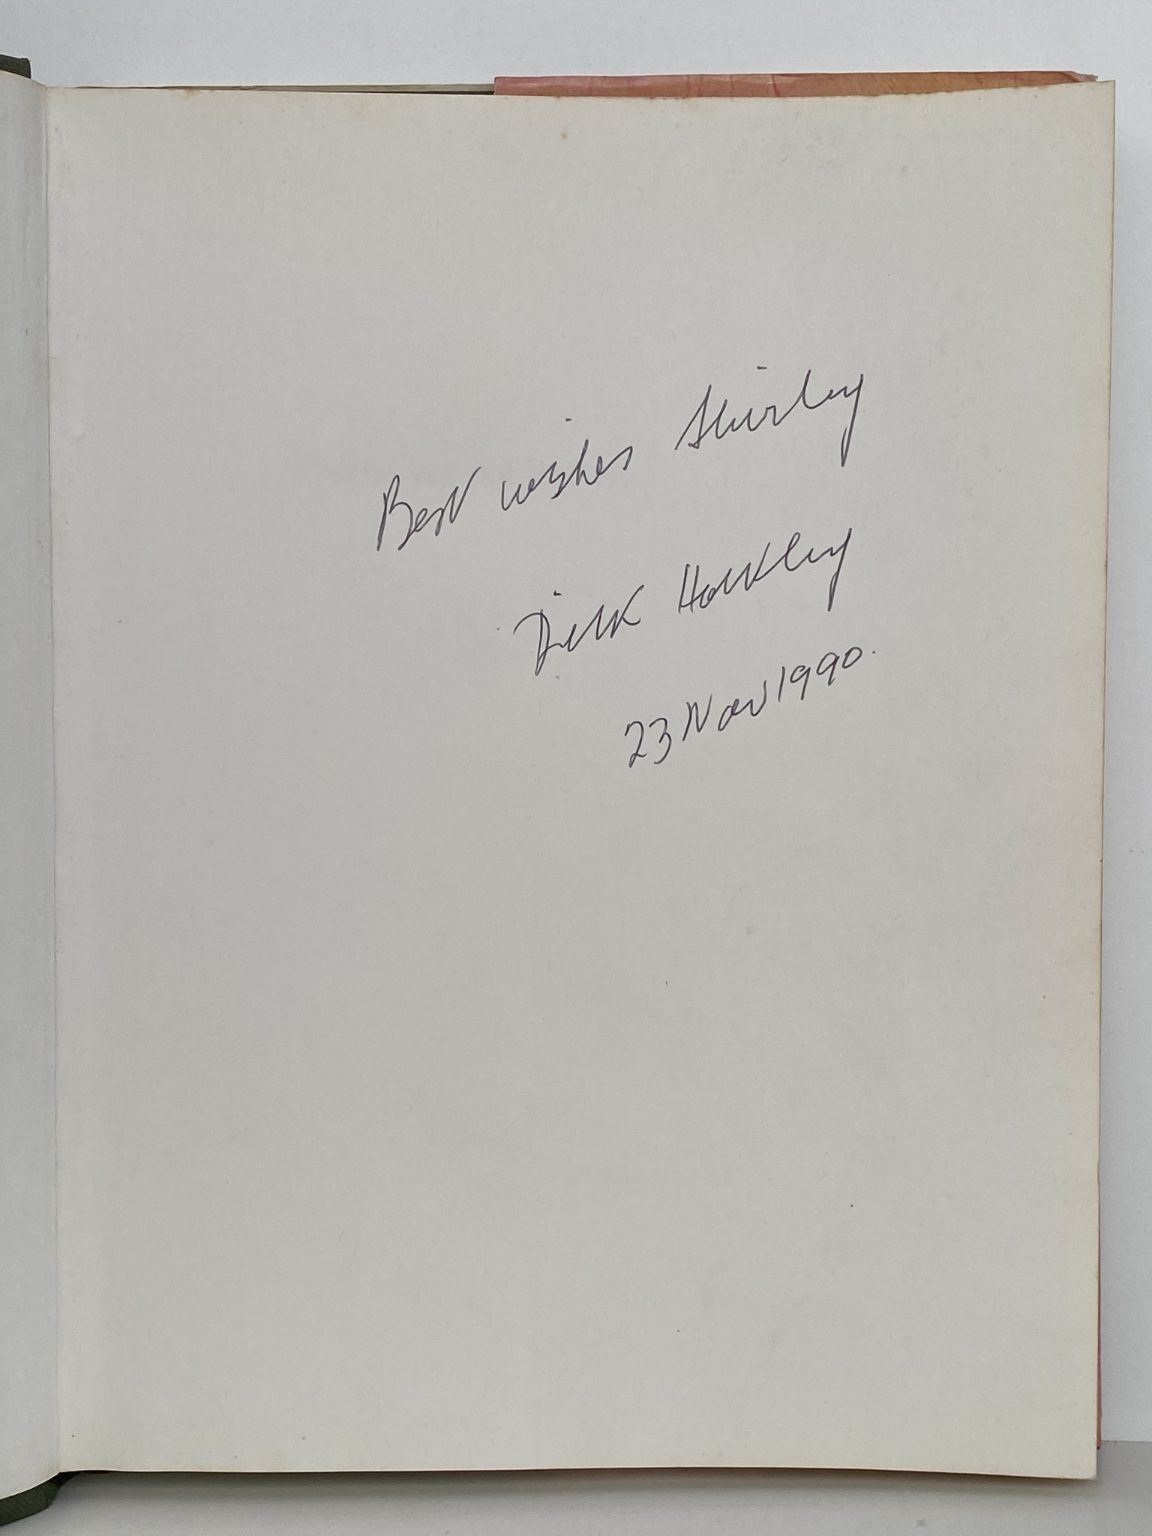 Best wishes Shirley
Dick Hockley
23 Nov 1990.